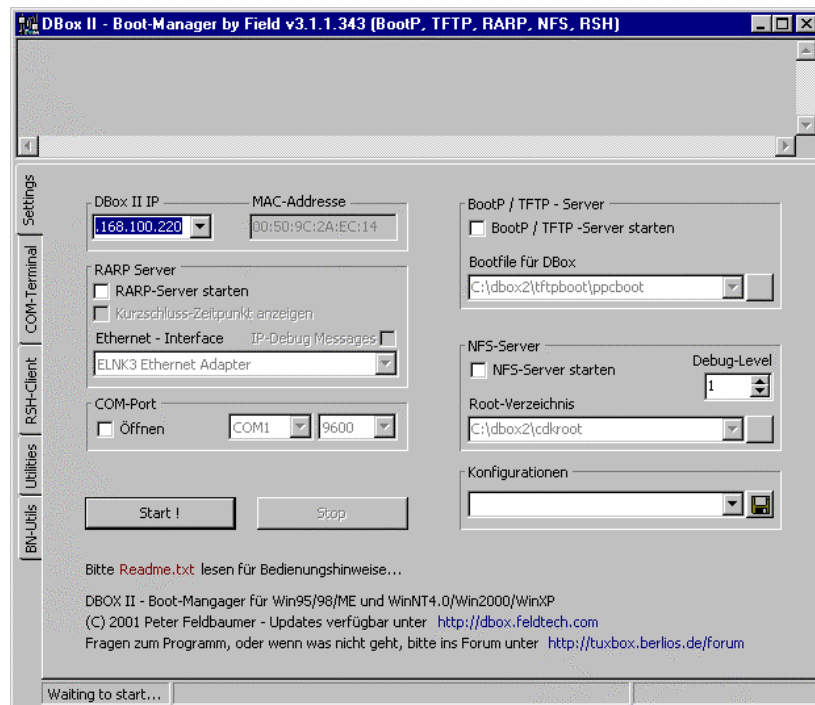 DBox II - Boot-Manager by Field v3.1.1.343 (BootP, TFTP, RARP, NFS, RSH)
Settings
COM-Terminal
RSH-Client
Utilities
BN-Utils
DBox II IP
MAC-Addresse
.168.100.220
00:50:9C:2A:EC:14
RARP Server
RARP-Server starten
Kurzschluss-Zeitpunkt anzeigen
Ethernet - Interface
IP-Debug Messages
ELNK3 Ethernet Adapter
COM-Port
Öffnen
COM1
9600
Start !
Stop
BootP / TFTP - Server
BootP / TFTP -Server starten
Bootfile für DBox
C:\dbox2\tftpboot\ppcboot
NFS-Server
NFS-Server starten
Debug-Level
1
Root-Verzeichnis
C:\dbox2\cdkroot
Konfigurationen
Bitte Readme.txt lesen für Bedienungshinweise...
DBOX II - Boot-Mangager für Win95/98/ME und WinNT4.0/Win2000/WinXP
(C) 2001 Peter Feldbaumer - Updates verfügbar unter http://dbox.feldtech.com
Fragen zum Programm, oder wenn was nicht geht, bitte ins Forum unter http://tuxbox.berlios.de/forum
Waiting to start...